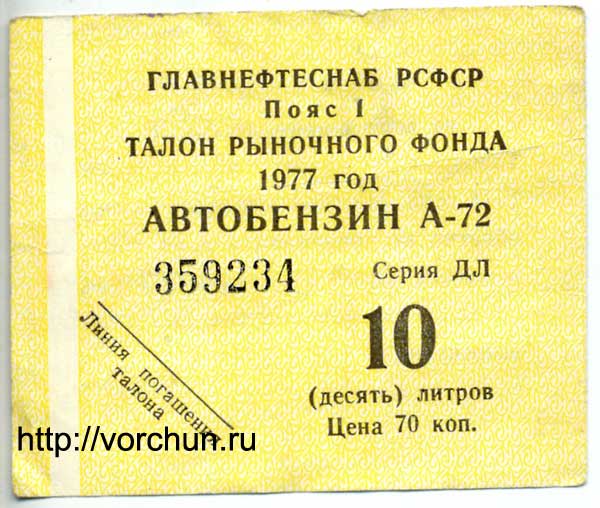 ГЛАВНЕФТЕСНАБ РСФСР
Пояс I
ТАЛОН РЫНОЧНОГО ФОНДА
1977 год
АВТОБЕНЗИН А-72
359234 Серия ДЛ
10
(десять) литров
Цена 70 коп.
Линия погашения
талона
http://vorchun.ru